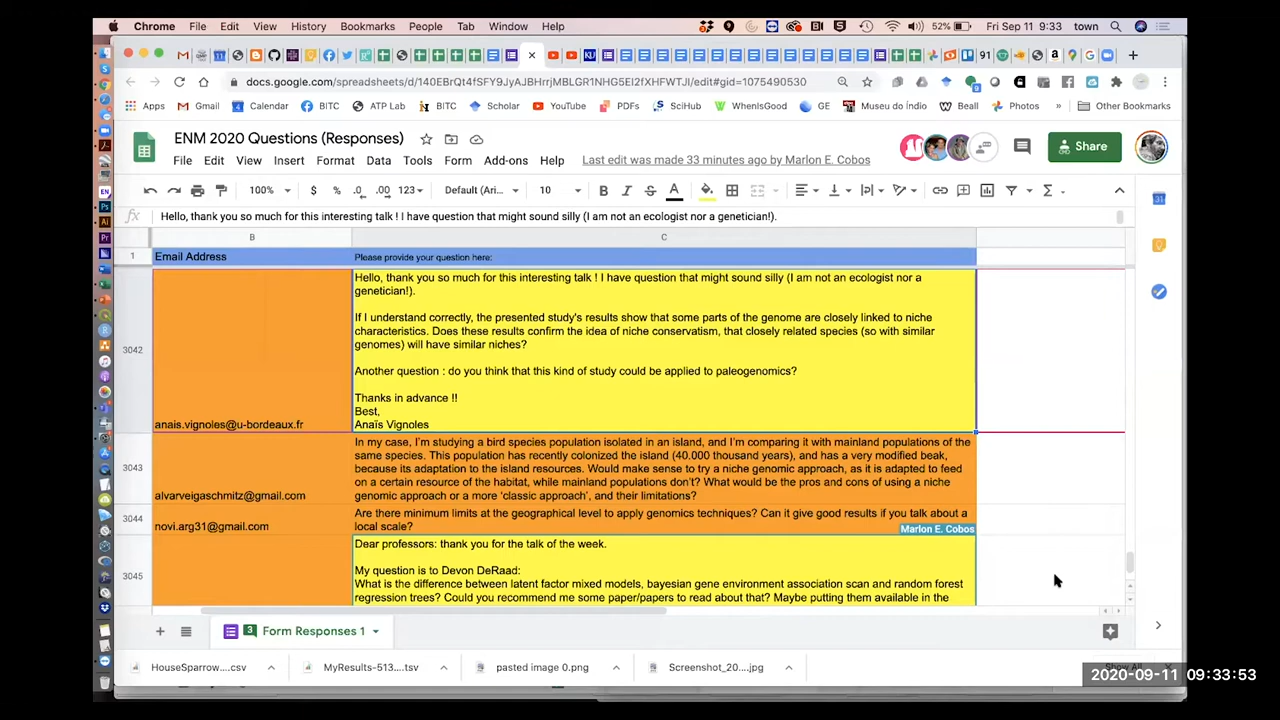 Chrome File Edit View History Bookmarks People Tab Window Help
52% Fri Sep 11 9:33 town
91
docs.google.com/spreadsheets/d/140EBrQt4fSFY9JyAJBHrrjMBLGR1NHG5EI2fXHFWTJI/edit#gid=1075490530
Apps Gmail Calendar BITC ATP Lab BITC Scholar YouTube PDFs SciHub WhenIsGood GE Museu do Índio Beall Photos » Other Bookmarks
ENM 2020 Questions (Responses)
File Edit View Insert Format Data Tools Form Add-ons Help Last edit was made 33 minutes ago by Marlon E. Cobos
Share
100% $ % .0 .00 123 Default (Ari... 10 B I S A
fx Hello, thank you so much for this interesting talk ! I have question that might sound silly (I am not an ecologist nor a genetician!).
B C
1 Email Address Please provide your question here:
Hello, thank you so much for this interesting talk ! I have question that might sound silly (I am not an ecologist nor a
genetician!).
If I understand correctly, the presented study's results show that some parts of the genome are closely linked to niche
characteristics. Does these results confirm the idea of niche conservatism, that closely related species (so with similar
genomes) will have similar niches?
3042
Another question : do you think that this kind of study could be applied to paleogenomics?
Thanks in advance !!
Best,
anais.vignoles@u-bordeaux.fr Anaïs Vignoles
In my case, I'm studying a bird species population isolated in an island, and I'm comparing it with mainland populations of the
same species. This population has recently colonized the island (40.000 thousand years), and has a very modified beak,
3043 because its adaptation to the island resources. Would make sense to try a niche genomic approach, as it is adapted to feed
on a certain resource of the habitat, while mainland populations don't? What would be the pros and cons of using a niche
alvarveigaschmitz@gmail.com genomic approach or a more 'classic approach', and their limitations?
3044 Are there minimum limits at the geographical level to apply genomics techniques? Can it give good results if you talk about a
novi.arg31@gmail.com local scale?
Marlon E. Cobos
Dear professors: thank you for the talk of the week.
My question is to Devon DeRaad:
3045 What is the difference between latent factor mixed models, bayesian gene environment association scan and random forest
regression trees? Could you recommend me some paper/papers to read about that? Maybe putting them available in the
3 Form Responses 1
HouseSparrow....csv MyResults-513....tsv pasted image 0.png Screenshot_20....jpg Show All
2020-09-11 09:33:53